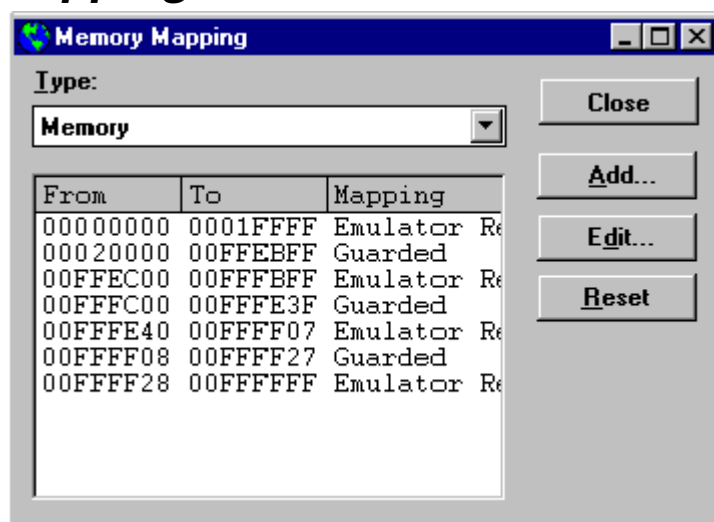 Memory Mapping
Type:
Memory
Close
Add...
Edit...
Reset
From To Mapping
00000000 0001FFFF Emulator
00020000 00FFEBFF Guarded
00FFEC00 00FFFBFF Emulator
00FFFC00 00FFFE3F Guarded
00FFFE40 00FFFF07 Emulator
00FFFF08 00FFFF27 Guarded
00FFFF28 00FFFFFF Emulator